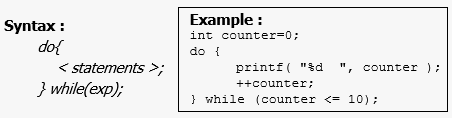 Syntax :
do{
< statements >;
} while(exp);
Example :
int counter=0;
do {
printf( "%d  ", counter );
++counter;
} while (counter <= 10);